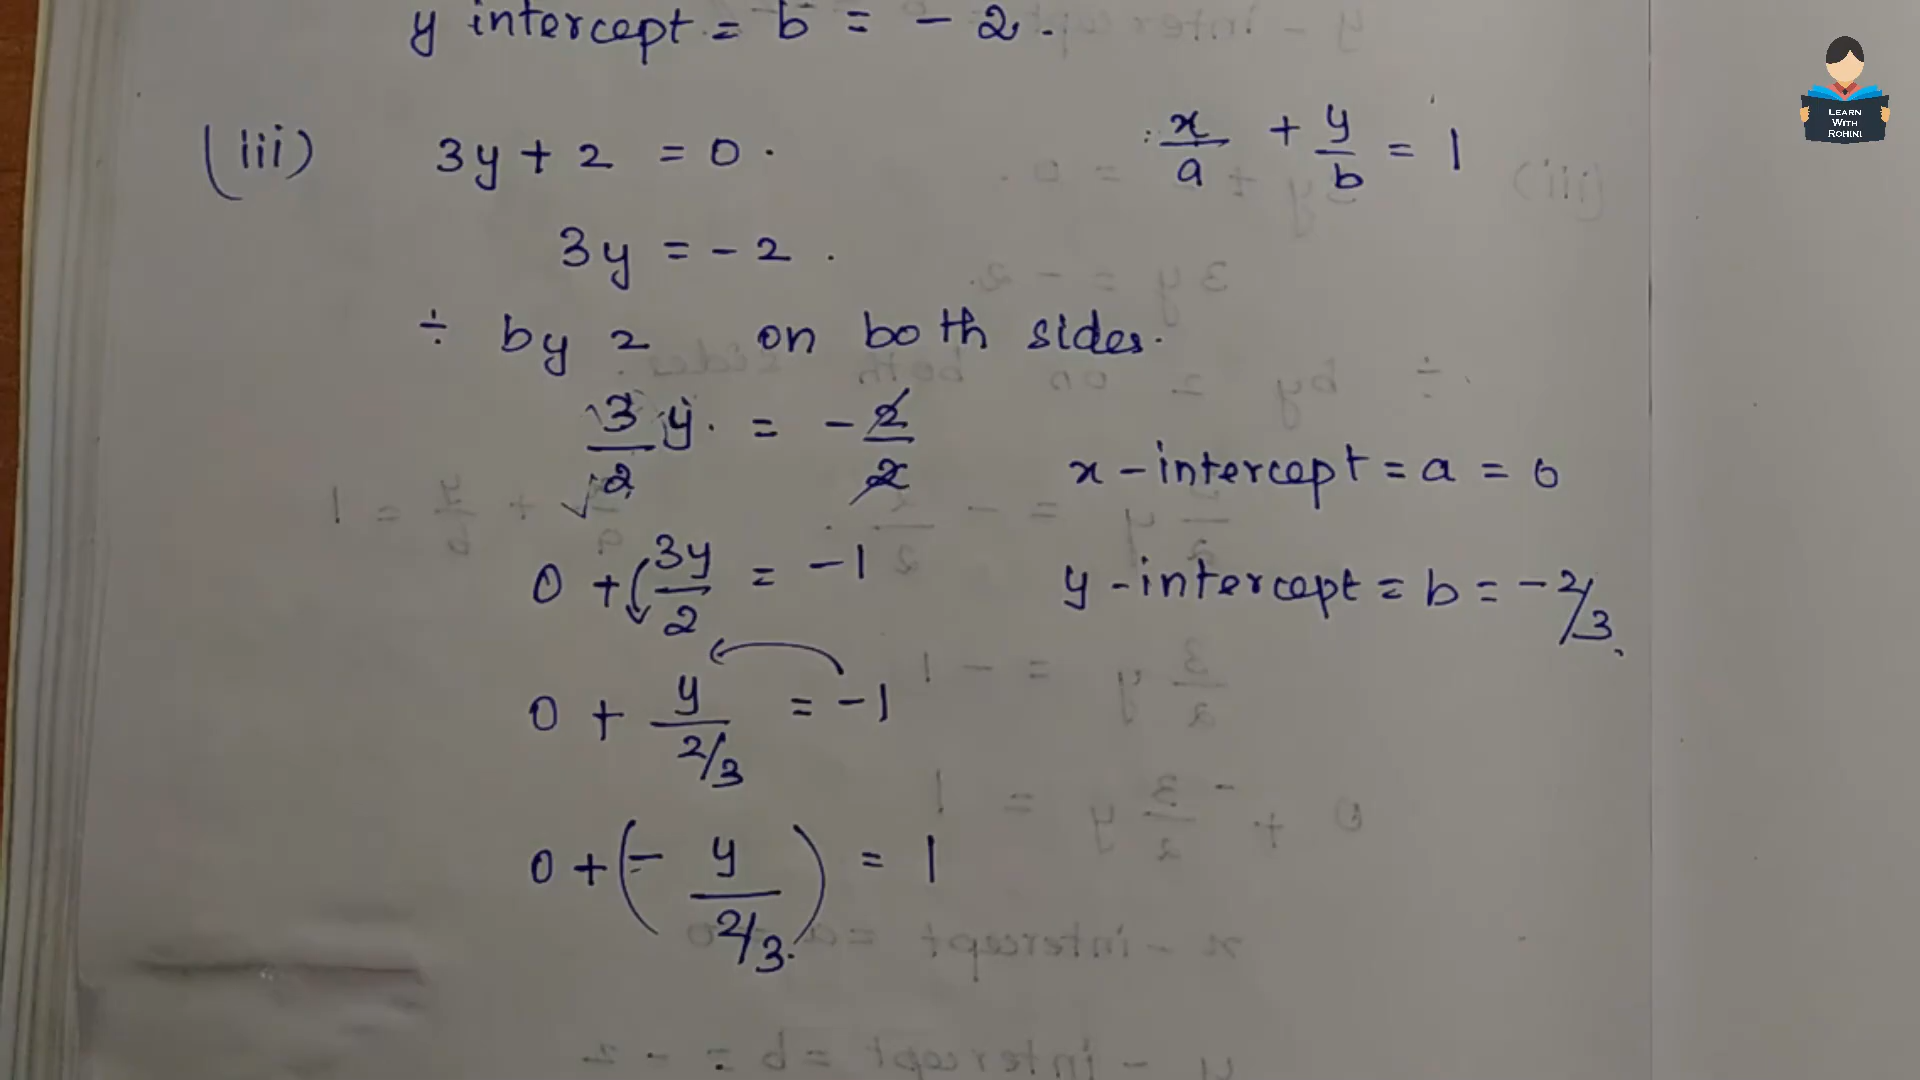 y intercept = b = - 2.
(iii) 3y + 2 = 0.
x/a + y/b = 1
3y = - 2.
÷ by 2 on both sides.
3/2 y. = - 2/2
x - intercept = a = 0
0 + 3y/2 = -1
y - intercept = b = - 2/3.
0 + y/2/3 = -1
0 + (- y/2/3.) = 1
LEARN
WITH
ROHINI